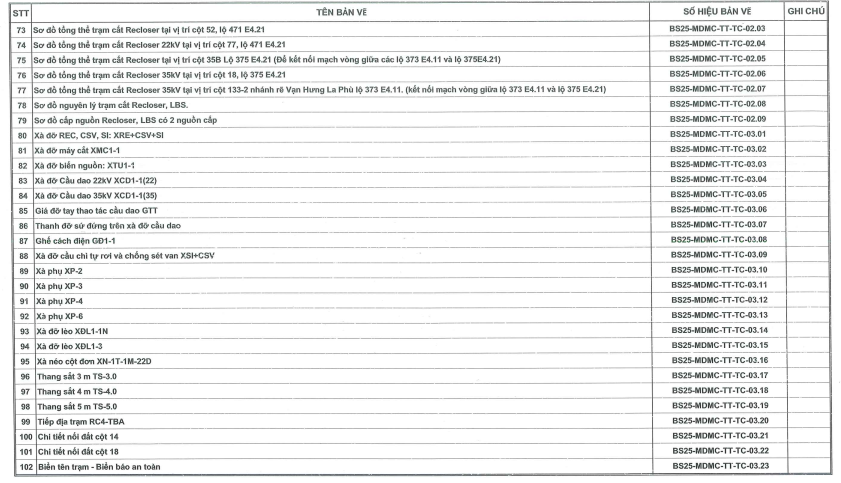 STT TÊN BẢN VẼ SỐ HIỆU BẢN VẼ GHI CHÚ
73 Sơ đồ tổng thể trạm cắt Recloser tại vị trí cột 52, lộ 471 E4.21 BS25-MDMC-TT-TC-02.03
74 Sơ đồ tổng thể trạm cắt Recloser 22kV tại vị trí cột 77, lộ 471 E4.21 BS25-MDMC-TT-TC-02.04
75 Sơ đồ tổng thể trạm cắt Recloser tại vị trí cột 35B Lộ 375 E4.21 (Để kết nối mạch vòng giữa các lộ 373 E4.11 và lộ 375E4.21) BS25-MDMC-TT-TC-02.05
76 Sơ đồ tổng thể trạm cắt Recloser 35kV tại vị trí cột 18, lộ 375 E4.21 BS25-MDMC-TT-TC-02.06
77 Sơ đồ tổng thể trạm cắt Recloser 35kV tại vị trí cột 133-2 nhánh rẽ Vạn Hưng La Phù lộ 373 E4.11. (kết nối mạch vòng giữa lộ 373 E4.11 và lộ 375 E4.21) BS25-MDMC-TT-TC-02.07
78 Sơ đồ nguyên lý trạm cắt Recloser, LBS. BS25-MDMC-TT-TC-02.08
79 Sơ đồ cấp nguồn Recloser, LBS có 2 nguồn cấp BS25-MDMC-TT-TC-02.09
80 Xà đỡ REC, CSV, SI: XRE+CSV+SI BS25-MDMC-TT-TC-03.01
81 Xà đỡ máy cắt XMC1-1 BS25-MDMC-TT-TC-03.02
82 Xà đỡ biến nguồn: XTU1-1 BS25-MDMC-TT-TC-03.03
83 Xà đỡ Cầu dao 22kV XCD1-1(22) BS25-MDMC-TT-TC-03.04
84 Xà đỡ Cầu dao 35kV XCD1-1(35) BS25-MDMC-TT-TC-03.05
85 Giá đỡ tay thao tác cầu dao GTT BS25-MDMC-TT-TC-03.06
86 Thanh đỡ sứ đứng trên xà đỡ cầu dao BS25-MDMC-TT-TC-03.07
87 Ghế cách điện GĐ1-1 BS25-MDMC-TT-TC-03.08
88 Xà đỡ cầu chì tự rơi và chống sét van XSI+CSV BS25-MDMC-TT-TC-03.09
89 Xà phụ XP-2 BS25-MDMC-TT-TC-03.10
90 Xà phụ XP-3 BS25-MDMC-TT-TC-03.11
91 Xà phụ XP-4 BS25-MDMC-TT-TC-03.12
92 Xà phụ XP-6 BS25-MDMC-TT-TC-03.13
93 Xà đỡ lèo XĐL1-1N BS25-MDMC-TT-TC-03.14
94 Xà đỡ lèo XĐL1-3 BS25-MDMC-TT-TC-03.15
95 Xà néo cột đơn XN-1T-1M-22D BS25-MDMC-TT-TC-03.16
96 Thang sắt 3 m TS-3.0 BS25-MDMC-TT-TC-03.17
97 Thang sắt 4 m TS-4.0 BS25-MDMC-TT-TC-03.18
98 Thang sắt 5 m TS-5.0 BS25-MDMC-TT-TC-03.19
99 Tiếp địa trạm RC4-TBA BS25-MDMC-TT-TC-03.20
100 Chi tiết nối đất cột 14 BS25-MDMC-TT-TC-03.21
101 Chi tiết nối đất cột 18 BS25-MDMC-TT-TC-03.22
102 Biển tên trạm - Biển báo an toàn BS25-MDMC-TT-TC-03.23